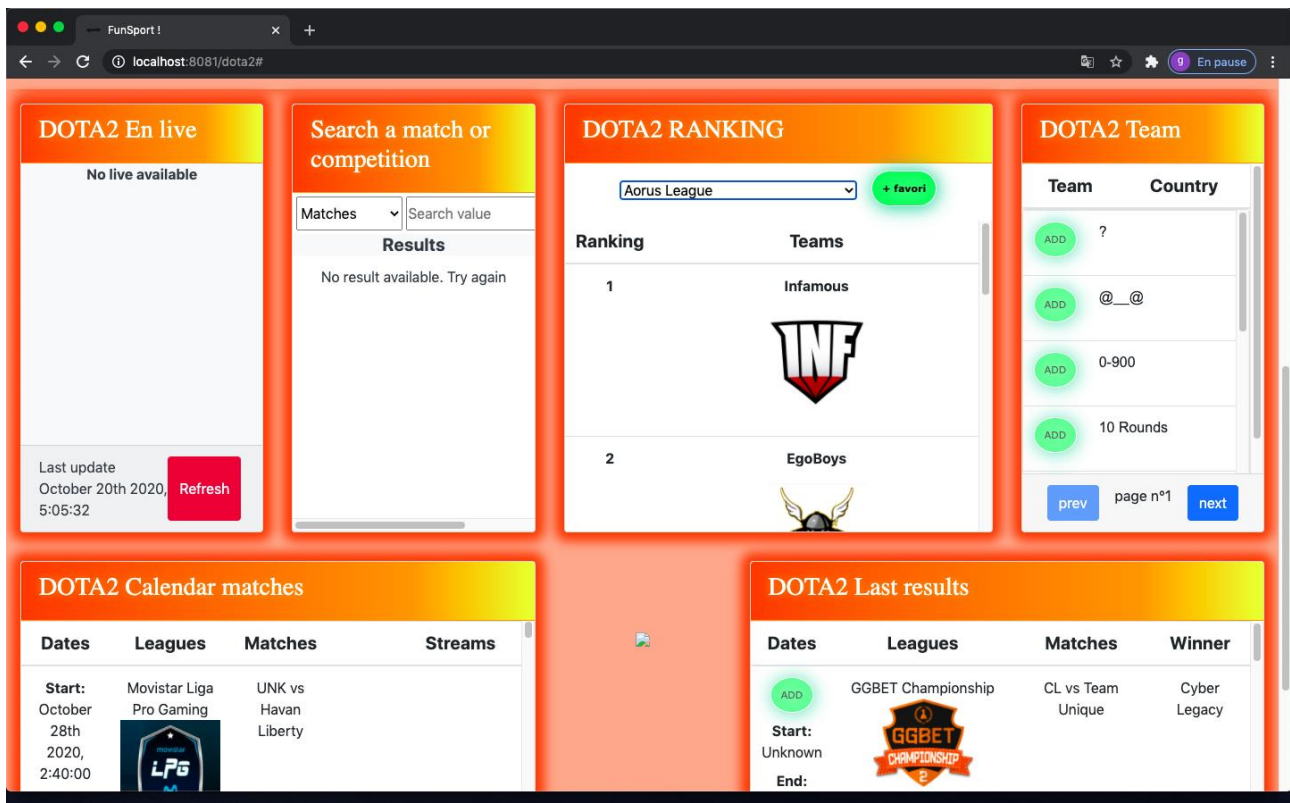 FunSport !
localhost:8081/dota2#
g En pause
DOTA2 En live
No live available
Last update
October 20th 2020,
5:05:32
Refresh
Search a match or
competition
Matches
Search value
Results
No result available. Try again
DOTA2 RANKING
Aorus League
+ favori
Ranking Teams
1 Infamous
INF
2 EgoBoys
DOTA2 Team
Team Country
ADD ?
ADD @__@
ADD 0-900
ADD 10 Rounds
prev page n°1 next
DOTA2 Calendar matches
Dates Leagues Matches Streams
Start:
October
28th
2020,
2:40:00
Movistar Liga
Pro Gaming
movistar
LPG
UNK vs
Havan
Liberty
DOTA2 Last results
Dates Leagues Matches Winner
ADD
Start:
Unknown
End:
GGBET Championship
GGBET
CHAMPIONSHIP
2
CL vs Team
Unique
Cyber
Legacy